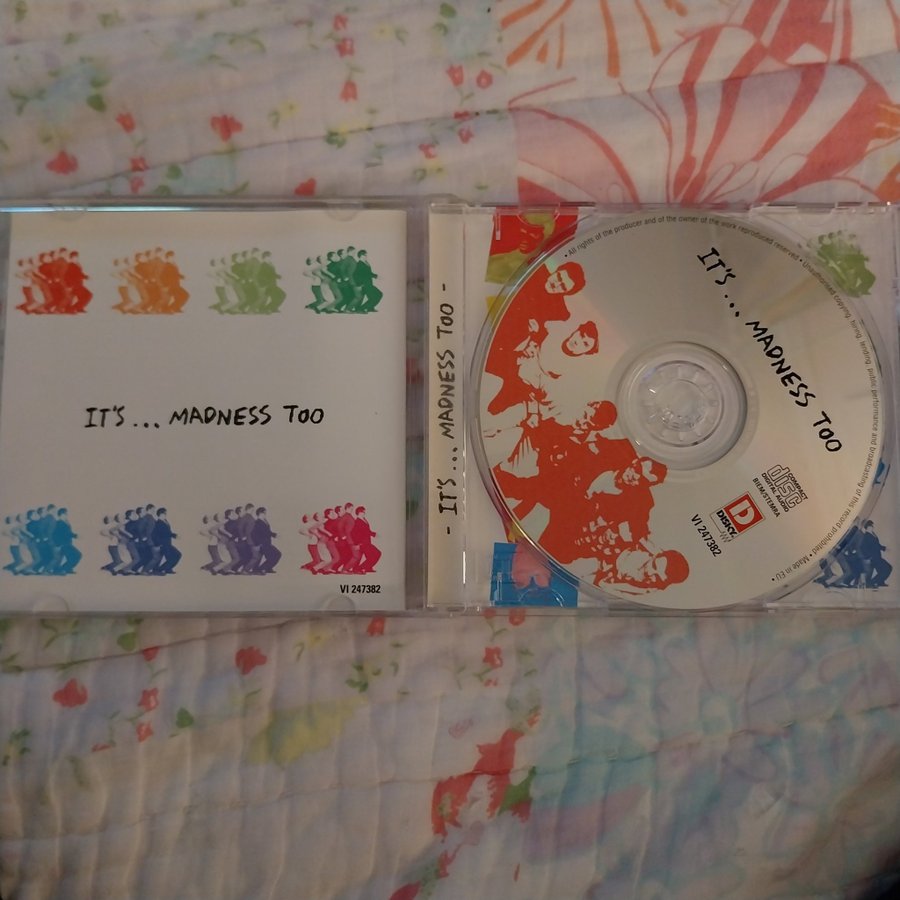 IT'S... MADNESS TOO
VI 247382
- IT'S... MADNESS TOO -
• All rights of the producer and of the owner of the work reproduced reserved • Unauthorised copying, hiring, lending, public performance and broadcasting of this record prohibited • Made in EU •
IT'S... MADNESS TOO
COMPACT
disc
DIGITAL AUDIO
BIEM/STEMRA
D
DISKY
VI 247382